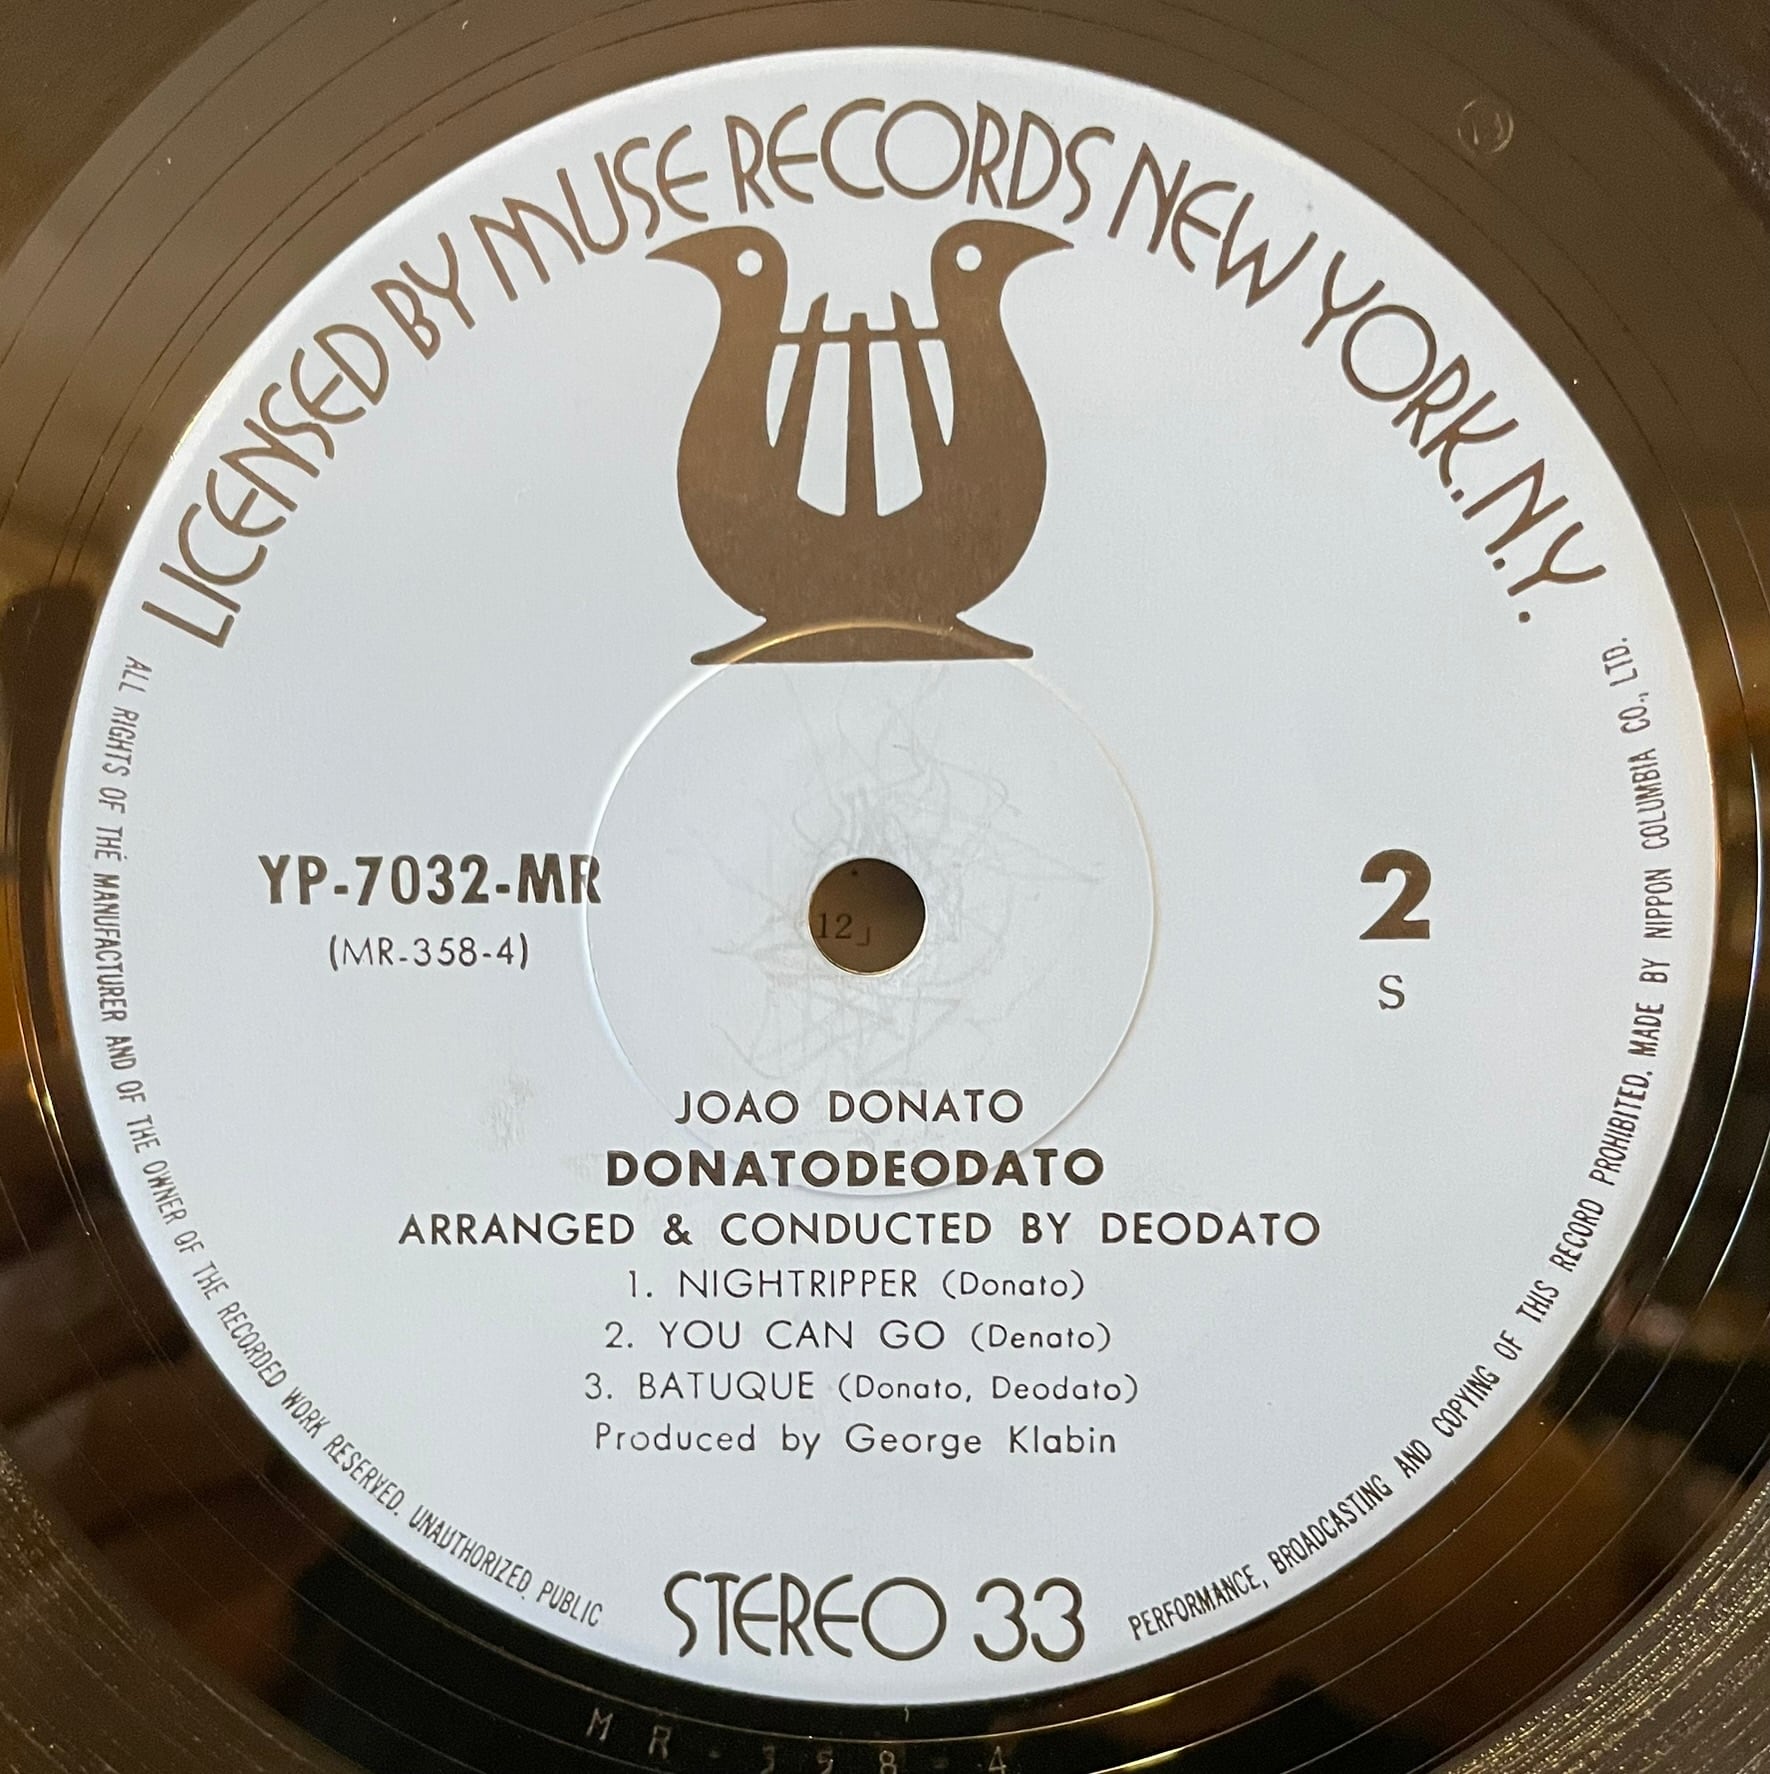 LICENSED BY MUSE RECORDS NEW YORK. N.Y.
YP-7032-MR
(MR-358-4)
2
S
12」
JOAO DONATO
DONATODEODATO
ARRANGED & CONDUCTED BY DEODATO
1. NIGHTRIPPER (Donato)
2. YOU CAN GO (Denato)
3. BATUQUE (Donato, Deodato)
Produced by George Klabin
STEREO 33
ALL RIGHTS OF THE MANUFACTURER AND OF THE OWNER OF THE RECORDED WORK RESERVED. UNAUTHORIZED PUBLIC
PERFORMANCE, BROADCASTING AND COPYING OF THIS RECORD PROHIBITED. MADE BY NIPPON COLUMBIA CO., LTD.
MR-358-4